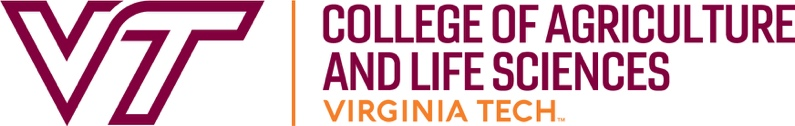 VT
COLLEGE OF AGRICULTURE
AND LIFE SCIENCES
VIRGINIA TECH™